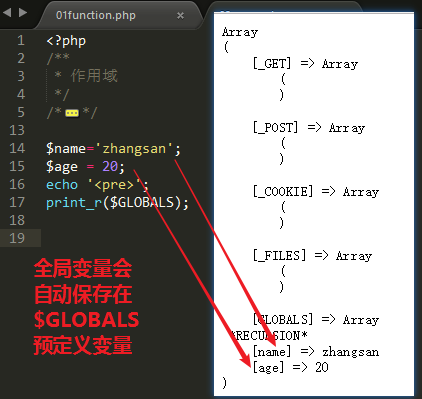 01function.php ×
1 <?php
2 /**
3  * 作用域
4  */
5 /*⋯*/
13
14 $name='zhangsan';
15 $age = 20;
16 echo '<pre>';
17 print_r($GLOBALS);
18
19
全局变量会
自动保存在
$GLOBALS
预定义变量
Array
(
    [_GET] => Array
        (
        )
    [_POST] => Array
        (
        )
    [_COOKIE] => Array
        (
        )
    [_FILES] => Array
        (
        )
    [GLOBALS] => Array
 *RECURSION*
    [name] => zhangsan
    [age] => 20
)